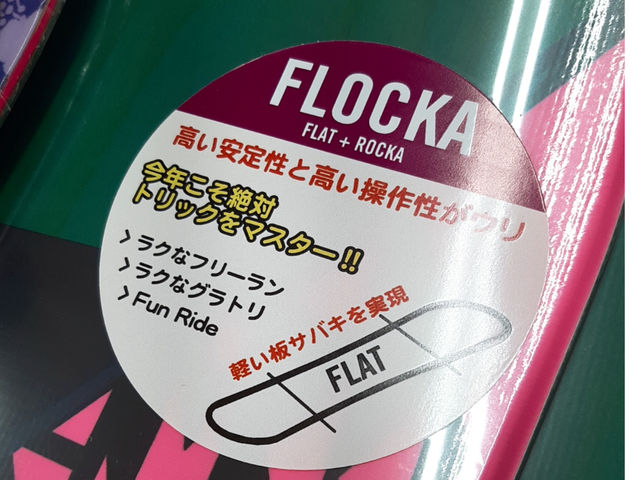 FLOCKA
FLAT + ROCKA
高い安定性と高い操作性がウリ
今年こそ絶対
トリックをマスター!!
> ラクなフリーラン
> ラクなグラトリ
> Fun Ride
軽い板サバキを実現
FLAT